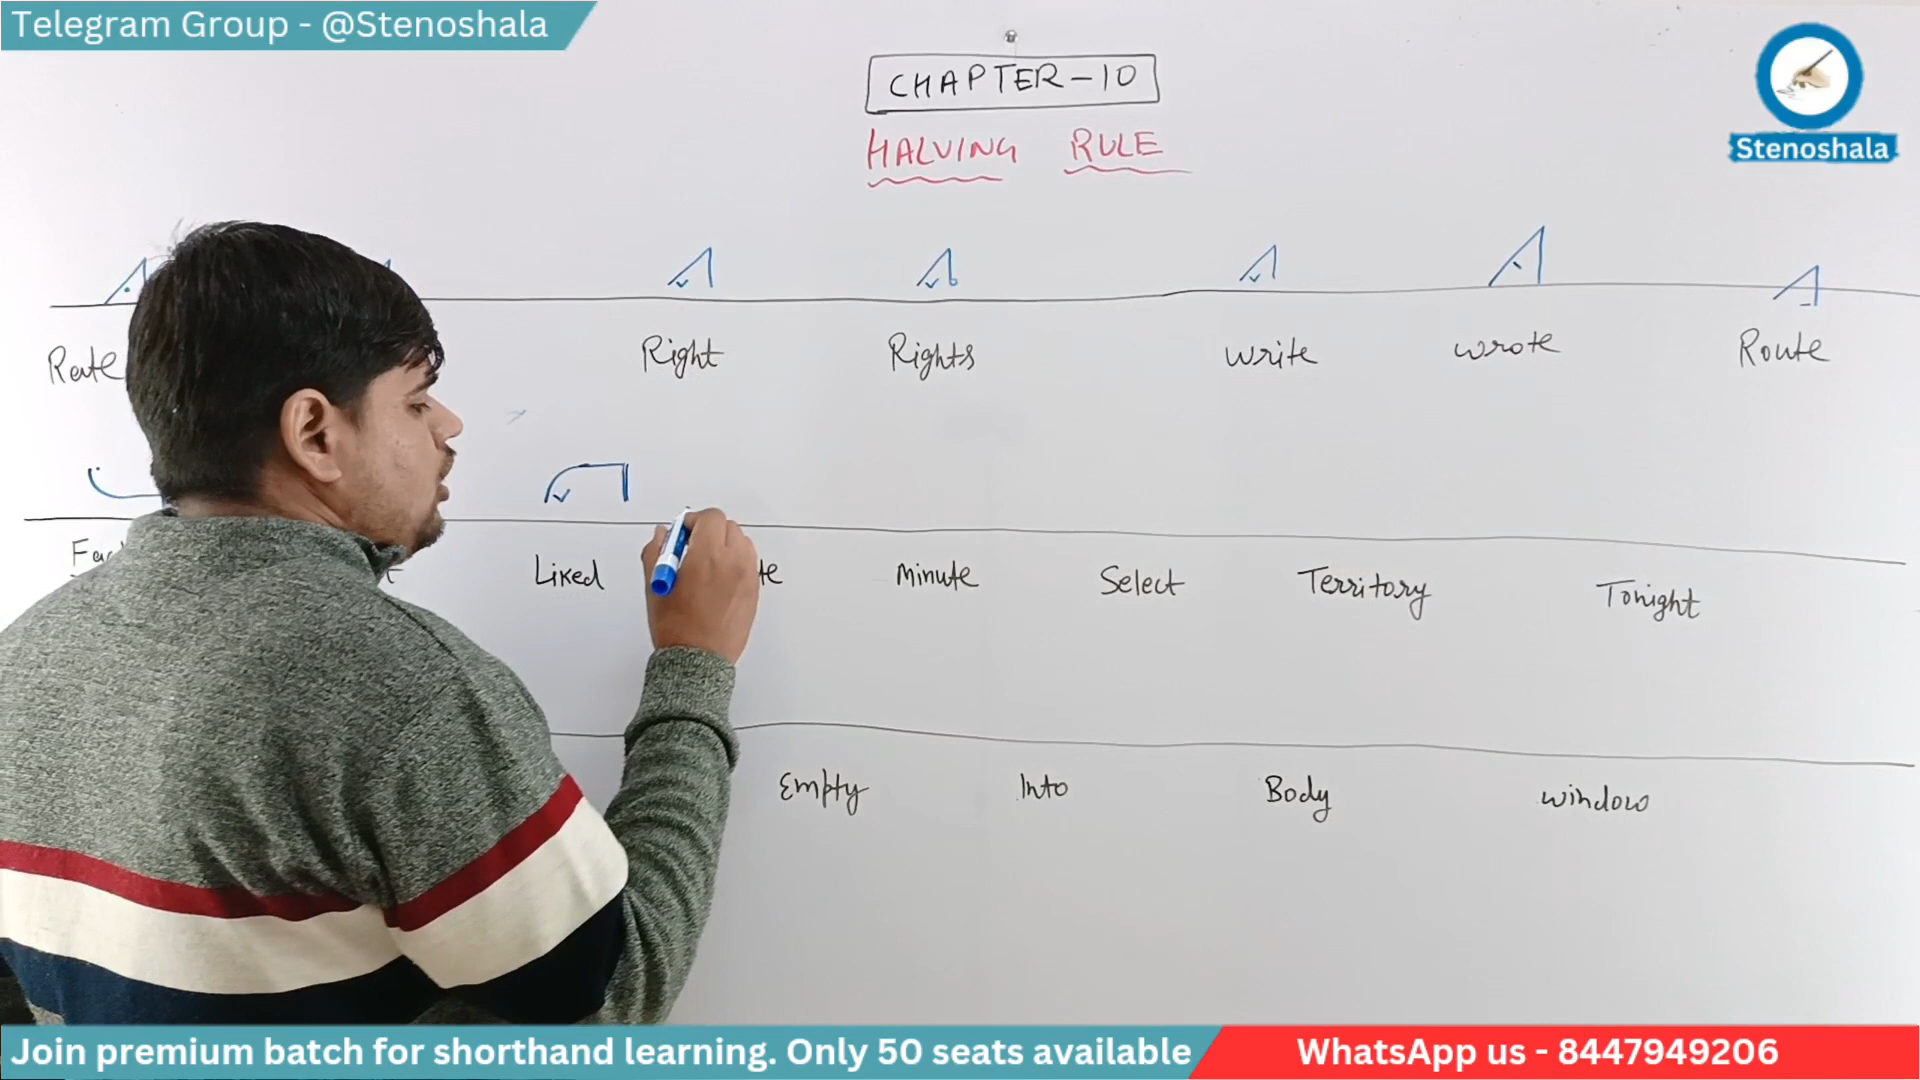 Telegram Group - @Stenoshala
CHAPTER-10
HALVING RULE
Stenoshala
Rate Right Rights write wrote Route
Liked Minute Select Territory Tonight
Empty Into Body window
Join premium batch for shorthand learning. Only 50 seats available
WhatsApp us - 8447949206